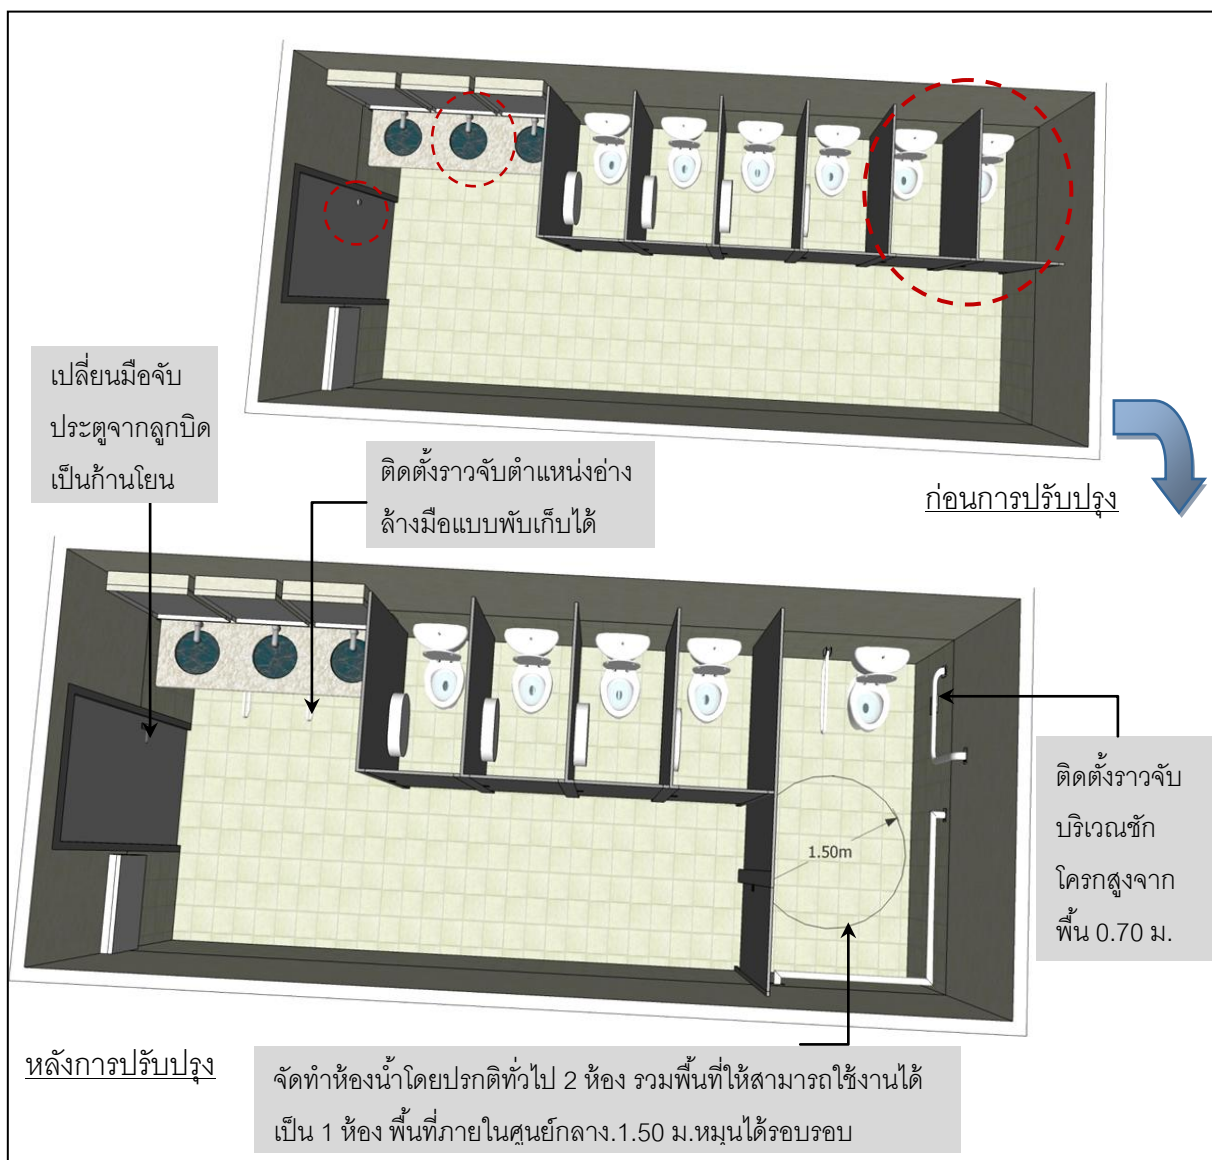 เปลี่ยนมือจับ
ประตูจากลูกบิด
เป็นก้านโยน
ติดตั้งราวจับตำแหน่งอ่าง
ล้างมือแบบพับเก็บได้
ก่อนการปรับปรุง
1.50m
ติดตั้งราวจับ
บริเวณชัก
โครกสูงจาก
พื้น 0.70 ม.
หลังการปรับปรุง
จัดทำห้องน้ำโดยปรกติทั่วไป 2 ห้อง รวมพื้นที่ให้สามารถใช้งานได้
เป็น 1 ห้อง พื้นที่ภายในศูนย์กลาง.1.50 ม.หมุนได้รอบรอบ